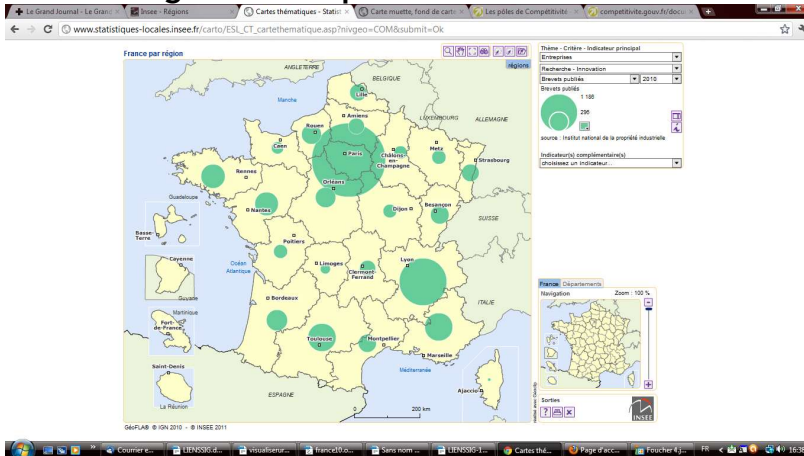 Le Grand Journal - Le Grand
Insee - Régions
Cartes thématiques - Statist
Carte muette, fond de carte
Les pôles de Compétitivité
competitivite.gouv.fr/docu
www.statistiques-locales.insee.fr/carto/ESL_CT_cartethematique.asp?nivgeo=COM&submit=Ok
France par région
régions
ANGLETERRE
BELGIQUE
Manche
Lille
LUXEMBOURG
ALLEMAGNE
Amiens
Rouen
Caen
Paris
Châlons-
en-
Champagne
Metz
Strasbourg
Rennes
Orléans
Guadeloupe
Nantes
Dijon
Besançon
SUISSE
Basse-
Terre
Poitiers
Cayenne
Océan
Atlantique
Limoges
Clermont-
Ferrand
Lyon
Guyane
Martinique
Bordeaux
ITALIE
Fort-
de-France
Toulouse
Montpellier
Marseille
Saint-Denis
Méditerranée
La Réunion
ESPAGNE
Ajaccio
0 200 km
GéoFLA® © IGN 2010 - © INSEE 2011
Thème - Critère - Indicateur principal
Entreprises
Recherche - Innovation
Brevets publiés 2010
Brevets publiés
296
source : Institut national de la propriété industrielle
Indicateur(s) complémentaire(s)
choisissez un indicateur...
France Départements
Navigation Zoom : 100 %
Sorties
INSEE
Courrier e...
LIENSSIG.d...
visualiseur...
france10.o...
Sans nom ...
LIENSSIG-1...
Cartes thé...
Page d'acc...
Foucher 4.j...
FR
16:38